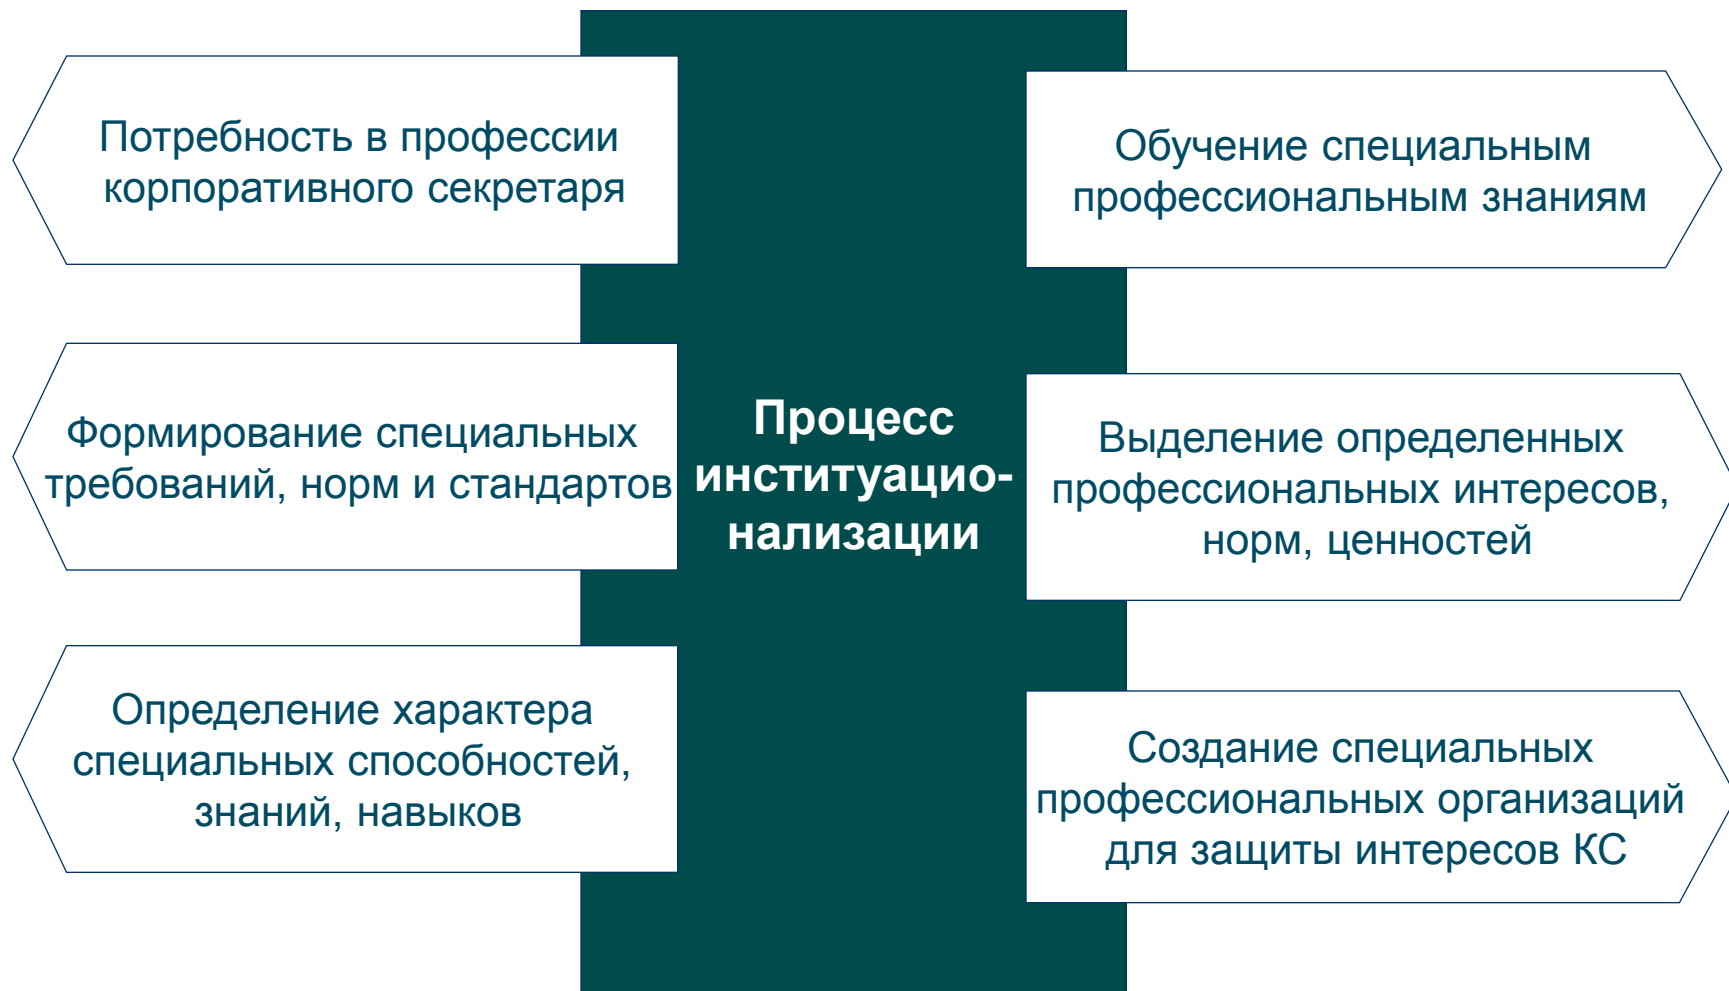 Потребность в профессии
корпоративного секретаря
Формирование специальных
требований, норм и стандартов
Определение характера
специальных способностей,
знаний, навыков
Процесс
институацио-
нализации
Обучение специальным
профессиональным знаниям
Выделение определенных
профессиональных интересов,
норм, ценностей
Создание специальных
профессиональных организаций
для защиты интересов КС